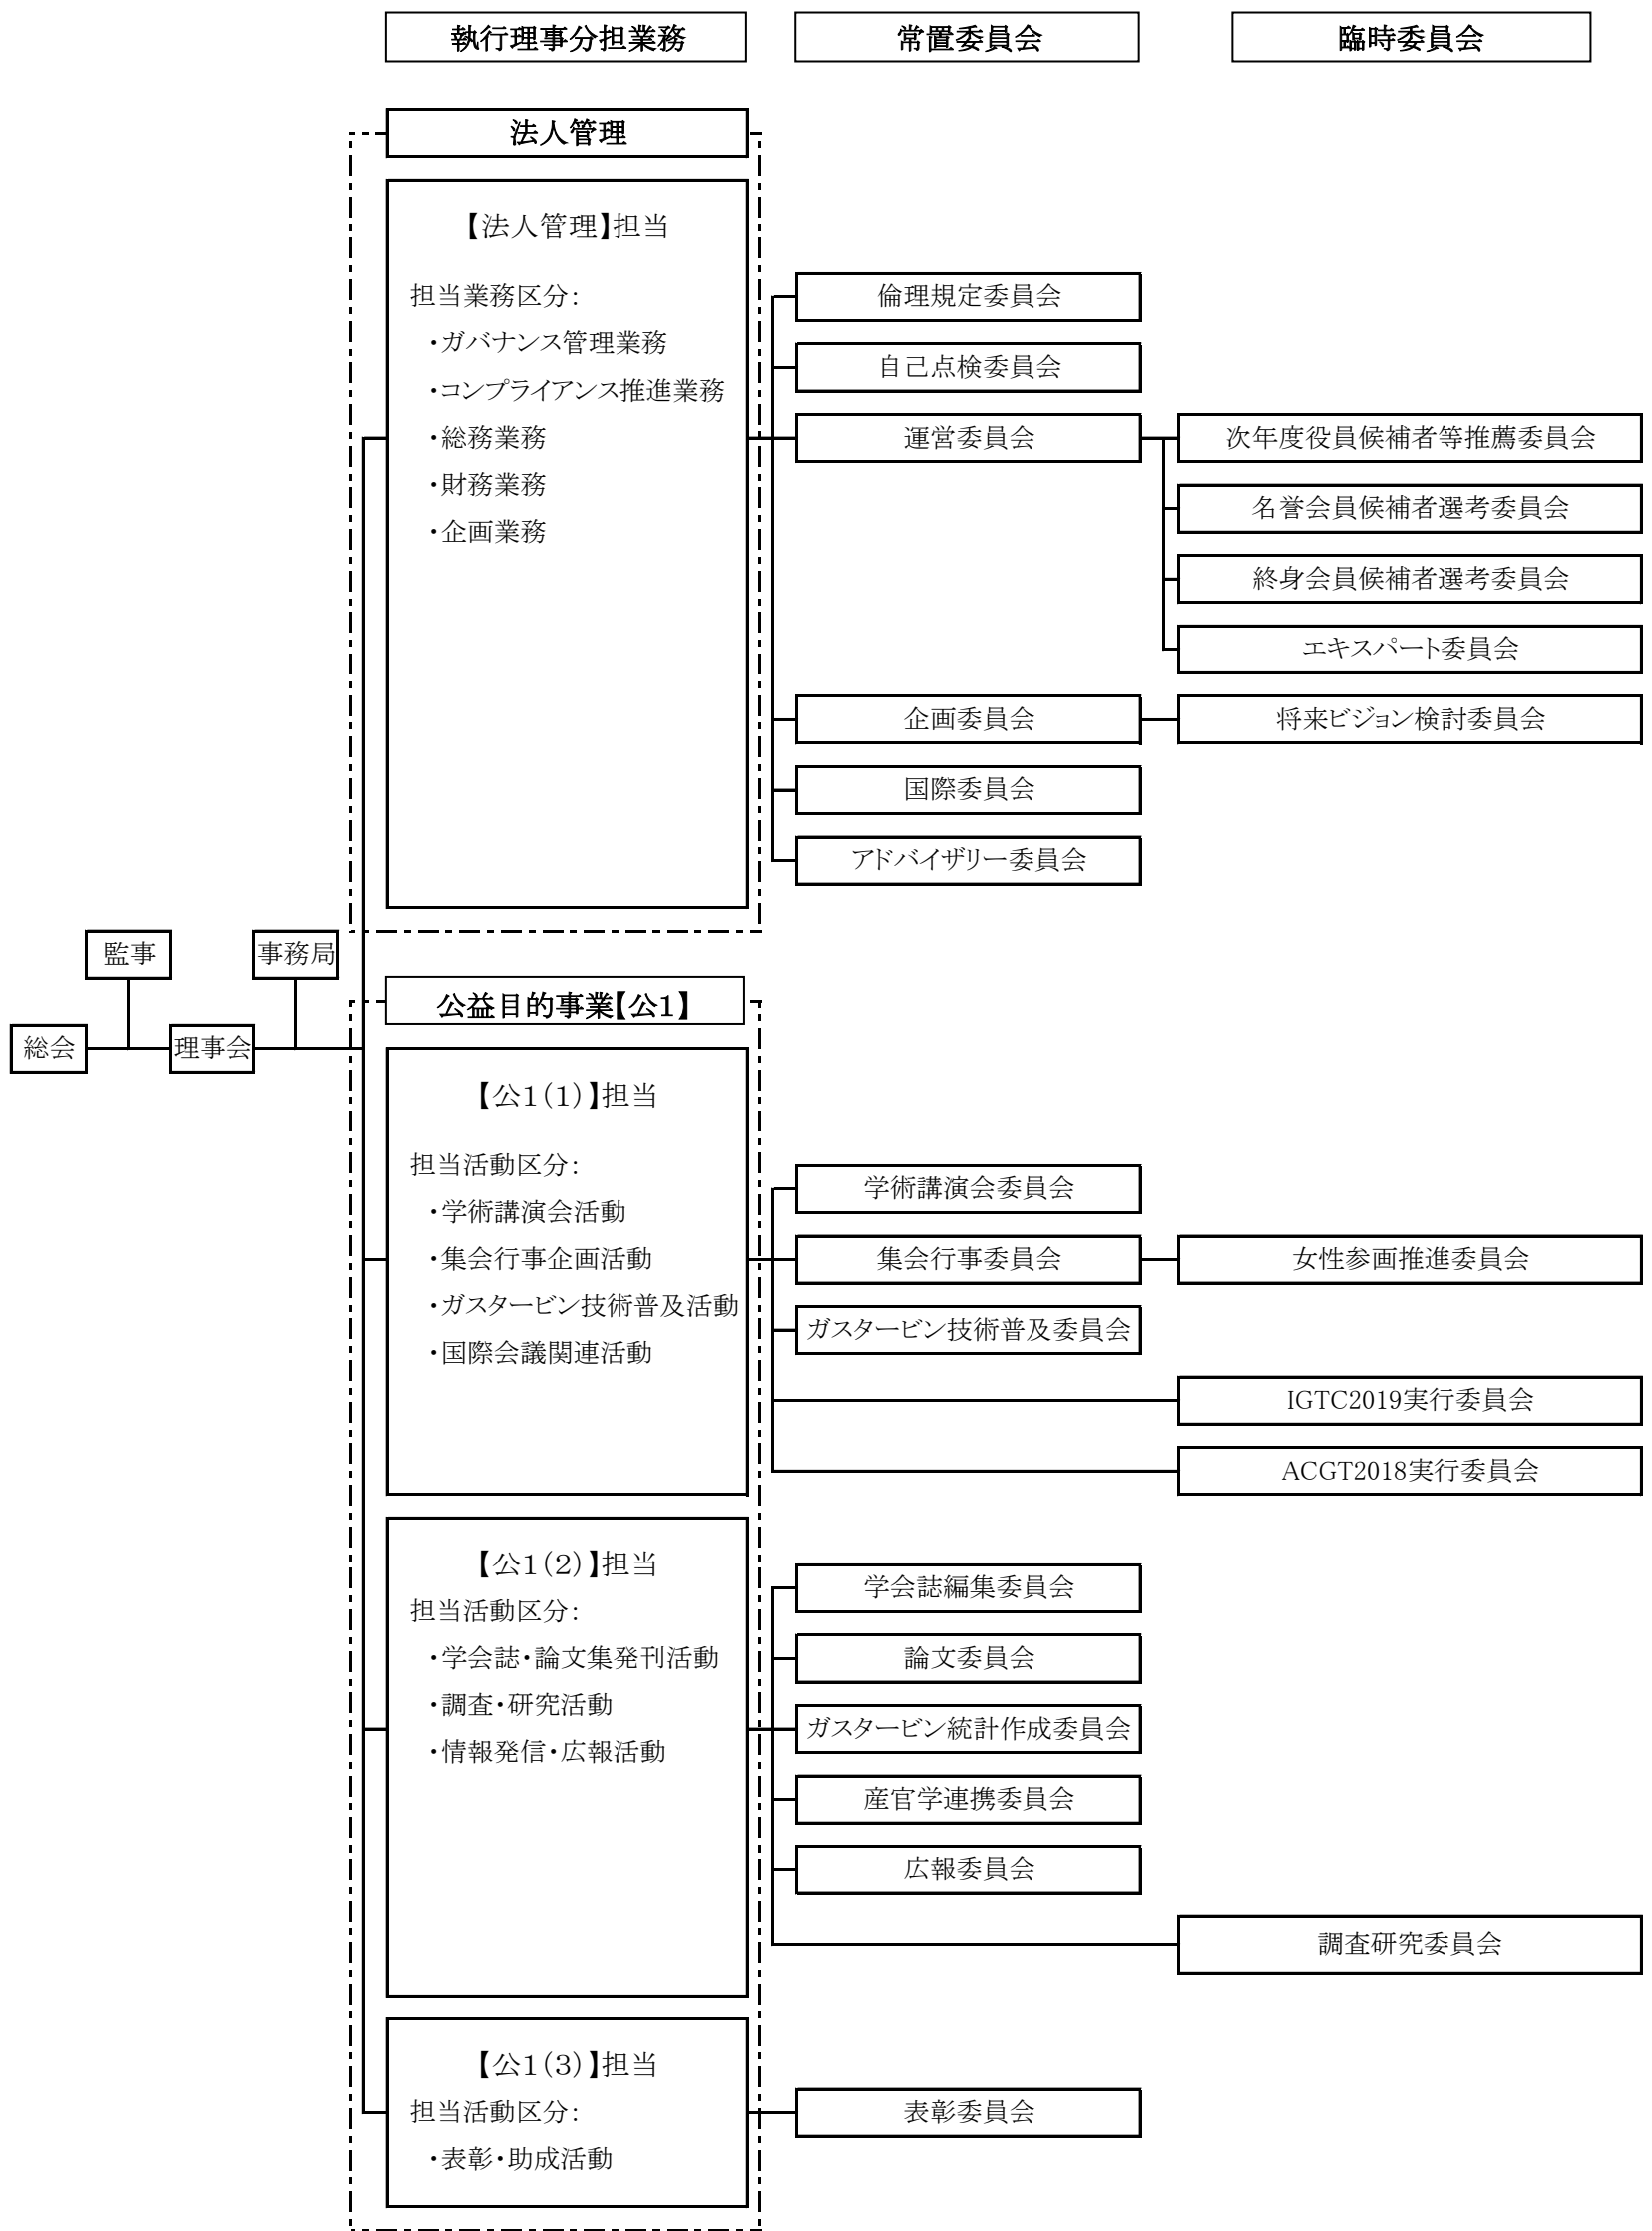 執行理事分担業務
常置委員会
臨時委員会
法人管理
【法人管理】担当
担当業務区分：
・ガバナンス管理業務
・コンプライアンス推進業務
・総務業務
・財務業務
・企画業務
倫理規定委員会
自己点検委員会
運営委員会
次年度役員候補者等推薦委員会
名誉会員候補者選考委員会
終身会員候補者選考委員会
エキスパート委員会
企画委員会
将来ビジョン検討委員会
国際委員会
アドバイザリー委員会
監事
事務局
総会
理事会
公益目的事業【公1】
【公1(1)】担当
担当活動区分：
・学術講演会活動
・集会行事企画活動
・ガスタービン技術普及活動
・国際会議関連活動
学術講演会委員会
集会行事委員会
女性参画推進委員会
ガスタービン技術普及委員会
IGTC2019実行委員会
ACGT2018実行委員会
【公1(2)】担当
担当活動区分：
・学会誌・論文集発刊活動
・調査・研究活動
・情報発信・広報活動
学会誌編集委員会
論文委員会
ガスタービン統計作成委員会
産官学連携委員会
広報委員会
調査研究委員会
【公1(3)】担当
担当活動区分：
・表彰・助成活動
表彰委員会